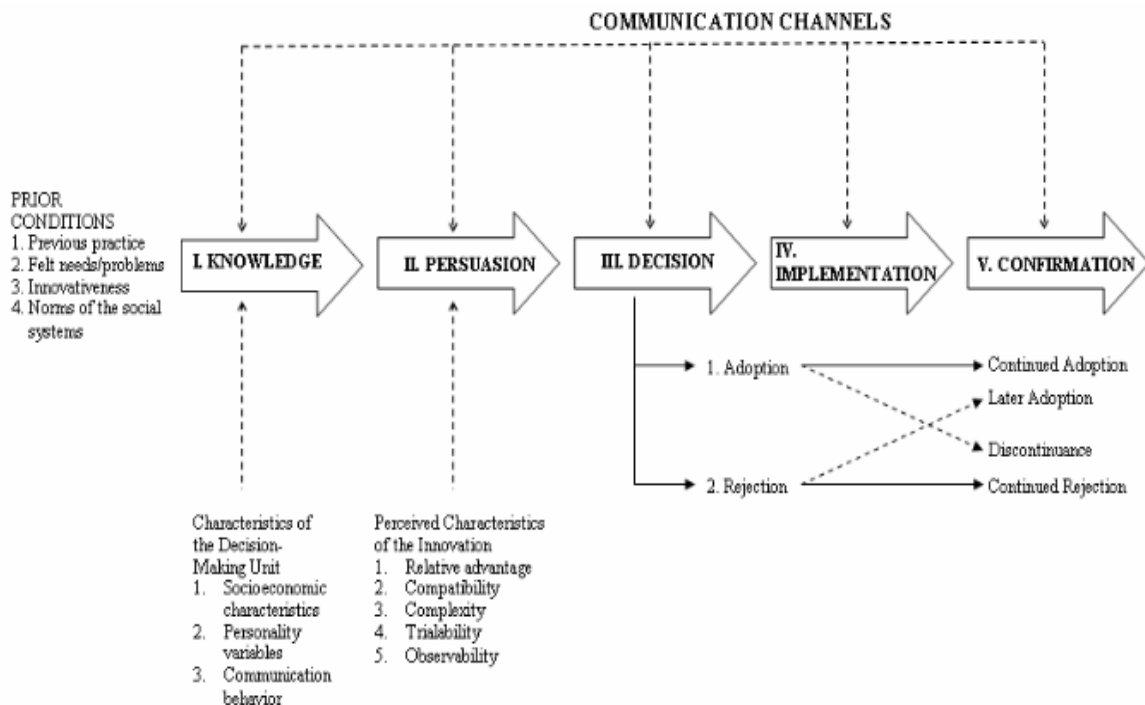 COMMUNICATION CHANNELS
PRIOR
CONDITIONS
1. Previous practice
2. Felt needs/problems
3. Innovativeness
4. Norms of the social
systems
I. KNOWLEDGE
II. PERSUASION
III. DECISION
IV.
IMPLEMENTATION
V. CONFIRMATION
1. Adoption
2. Rejection
Continued Adoption
Later Adoption
Discontinuance
Continued Rejection
Characteristics of
the Decision-
Making Unit
1. Socioeconomic
characteristics
2. Personality
variables
3. Communication
behavior
Perceived Characteristics
of the Innovation
1. Relative advantage
2. Compatibility
3. Complexity
4. Trialability
5. Observability